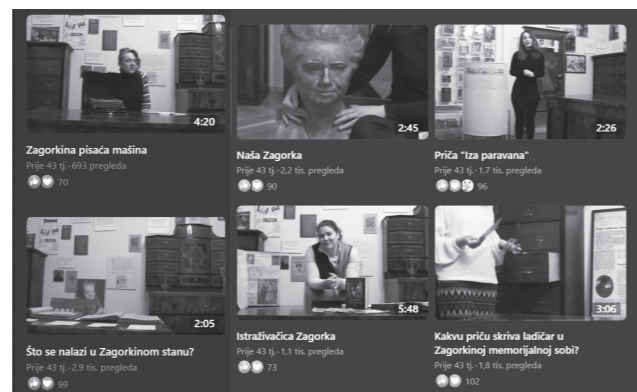 4:20
Zagorkina pisaća mašina
Prije 43 tj.-693 pregleda
70
2:45
Naša Zagorka
Prije 43 tj.-2,2 tis. pregleda
90
2:26
Priča "Iza paravana"
Prije 43 tj.-1,7 tis. pregleda
96
2:05
Što se nalazi u Zagorkinom stanu?
Prije 43 tj.-2,9 tis. pregleda
99
5:48
Istraživačica Zagorka
Prije 43 tj.-1,1 tis. pregleda
73
3:06
Kakvu priču skriva ladičar u
Zagorkinoj memorijalnoj sobi?
Prije 43 tj.-1,8 tis. pregleda
102